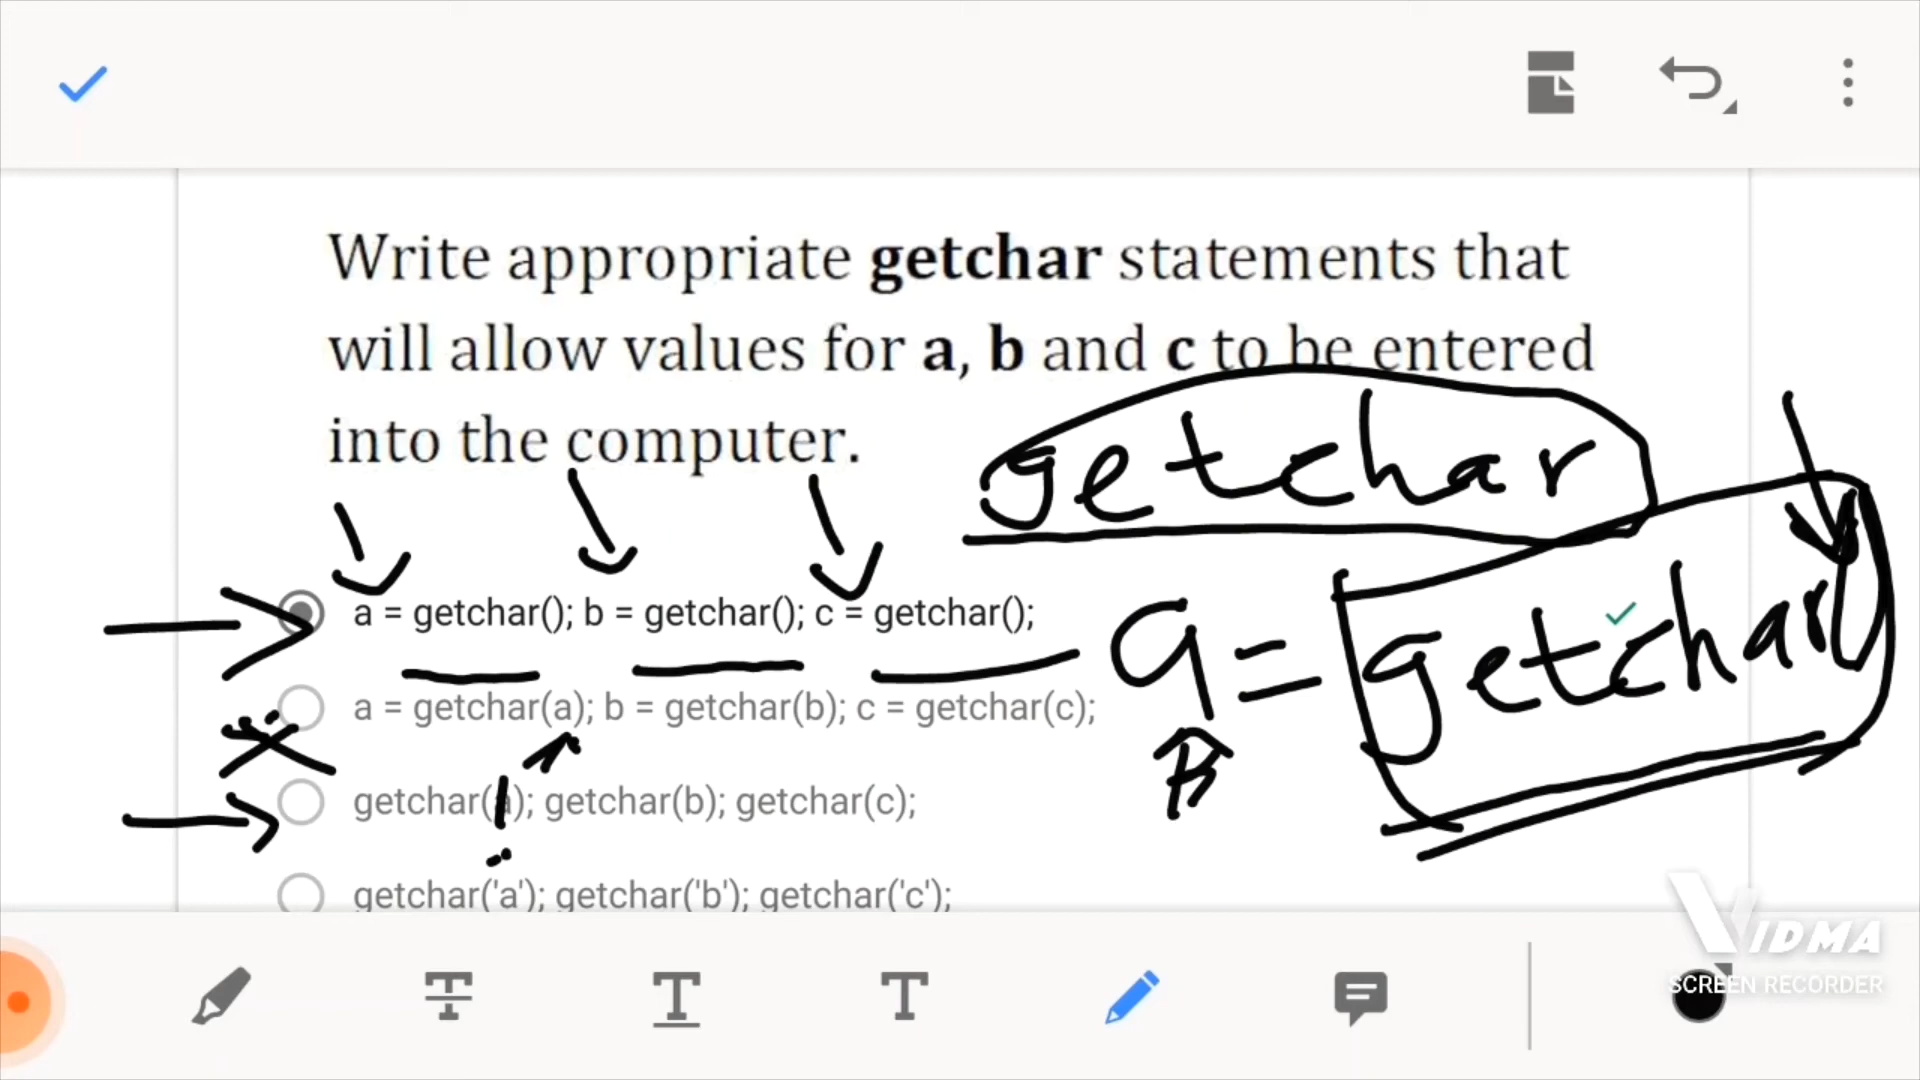 Write appropriate getchar statements that
will allow values for a, b and c to be entered
into the computer.
getchar
a = getchar(); b = getchar(); c = getchar();
a = getchar()
a = getchar(a); b = getchar(b); c = getchar(c);
getchar(a); getchar(b); getchar(c);
getchar('a'); getchar('b'); getchar('c');
VIDMA
SCREEN RECORDER